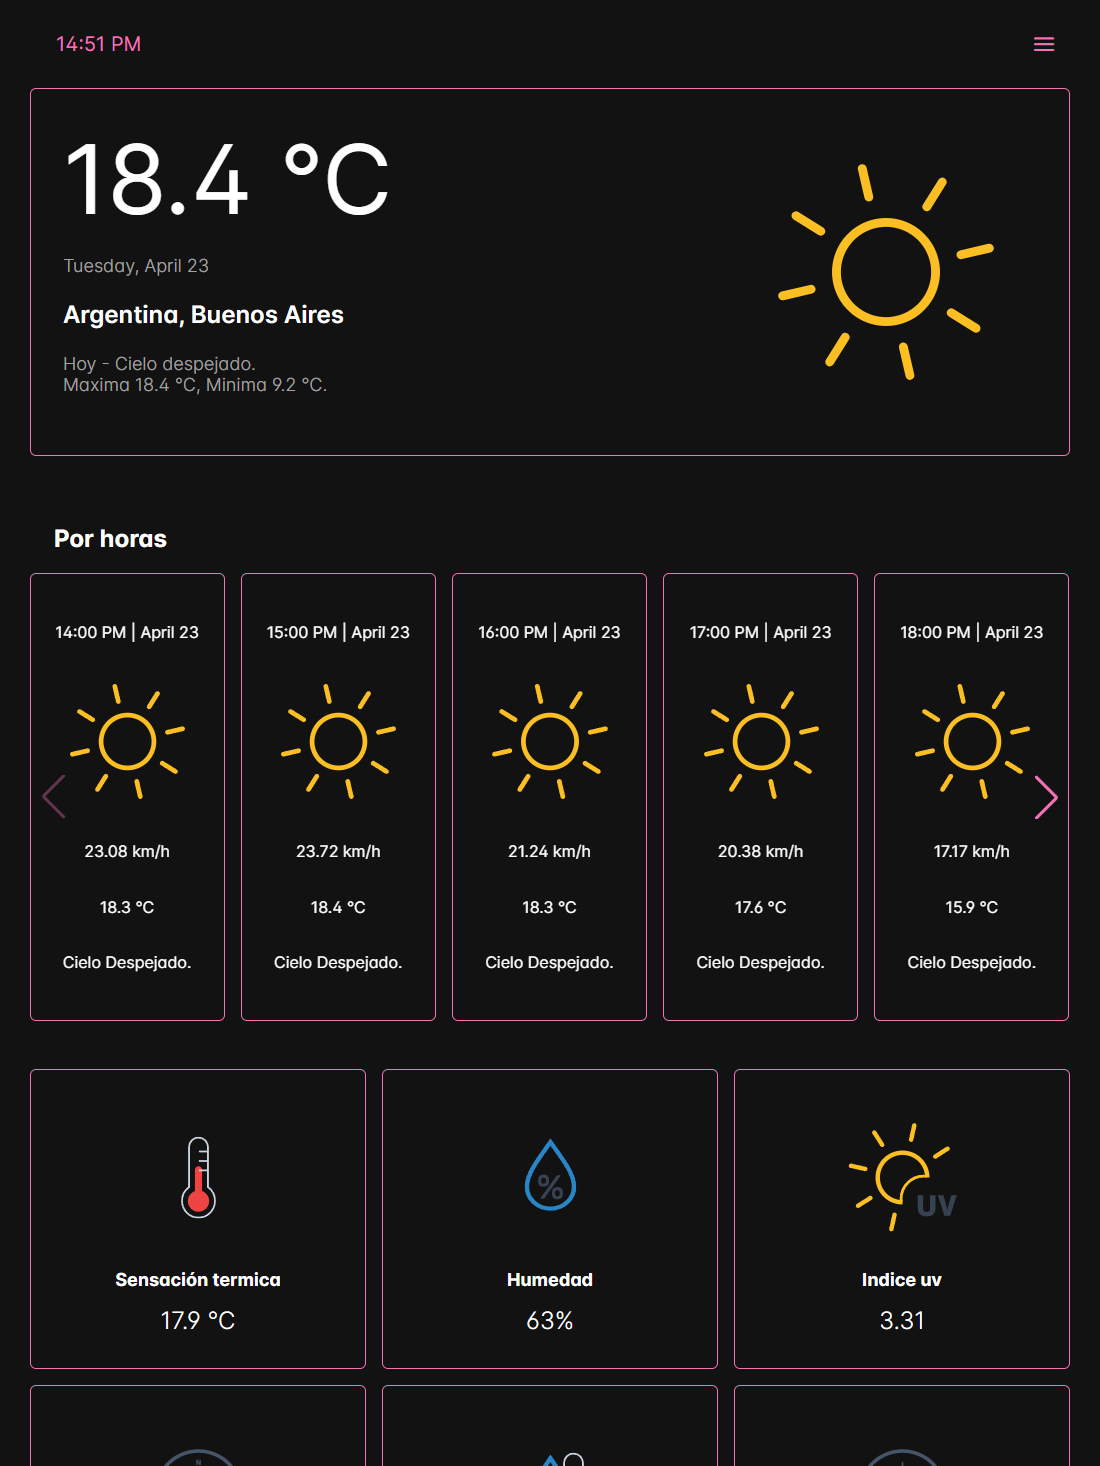 14:51 PM
18.4 °C
Tuesday, April 23
Argentina, Buenos Aires
Hoy - Cielo despejado.
Maxima 18.4 °C, Minima 9.2 °C.
Por horas
14:00 PM | April 23
23.08 km/h
18.3 °C
Cielo Despejado.
15:00 PM | April 23
23.72 km/h
18.4 °C
Cielo Despejado.
16:00 PM | April 23
21.24 km/h
18.3 °C
Cielo Despejado.
17:00 PM | April 23
20.38 km/h
17.6 °C
Cielo Despejado.
18:00 PM | April 23
17.17 km/h
15.9 °C
Cielo Despejado.
Sensación termica
17.9 °C
%
Humedad
63%
UV
Indice uv
3.31
N